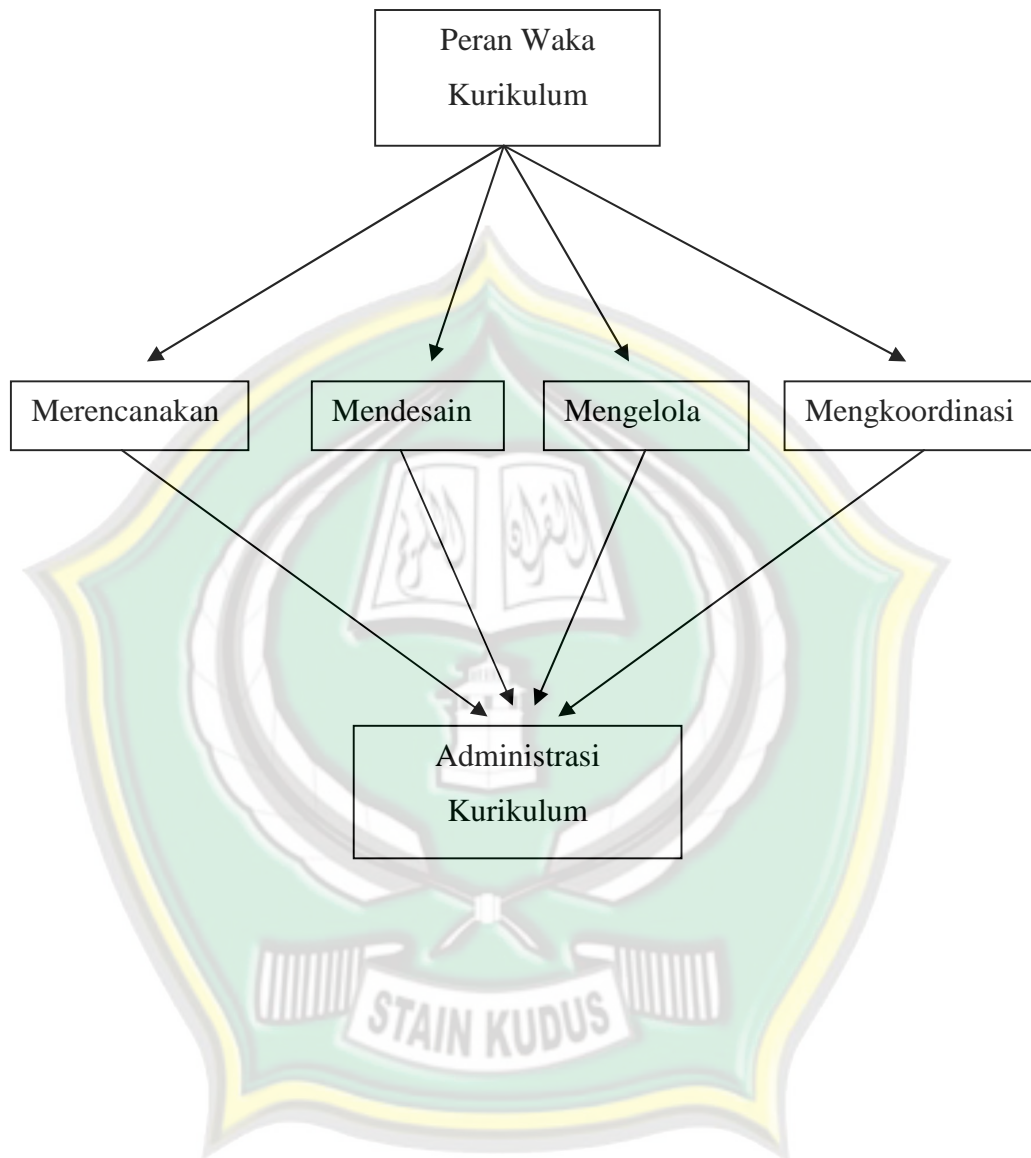 Peran Waka
Kurikulum
Merencanakan
Mendesain
Mengelola
Mengkoordinasi
Administrasi
Kurikulum
STAIN KUDUS